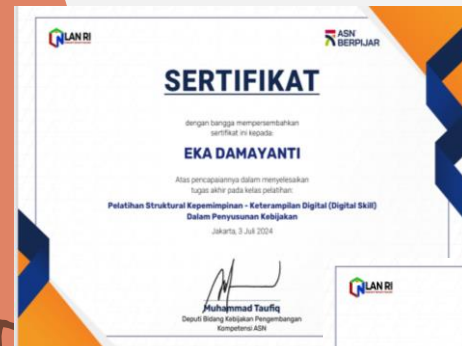 LAN RI
ASN
BERPIJAR
SERTIFIKAT
dengan bangga mempersembahkan
sertifikat ini kepada:
EKA DAMAYANTI
Atas pencapaiannya dalam menyelesaikan
tugas akhir pada kelas pelatihan:
Pelatihan Struktural Kepemimpinan - Keterampilan Digital (Digital Skill)
Dalam Penyusunan Kebijakan
Jakarta, 3 Juli 2024
Muhammad Taufiq
Deputi Bidang Kebijakan Pengembangan
Kompetensi ASN
LAN RI